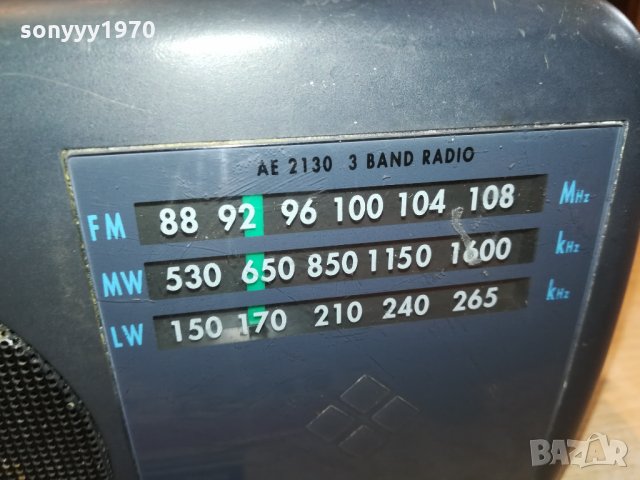 sonyyy1970
AE 2130 3 BAND RADIO
FM 88 92 96 100 104 108 MHz
MW 530 650 850 1150 1600 kHz
LW 150 170 210 240 265 kHz
BAZAR